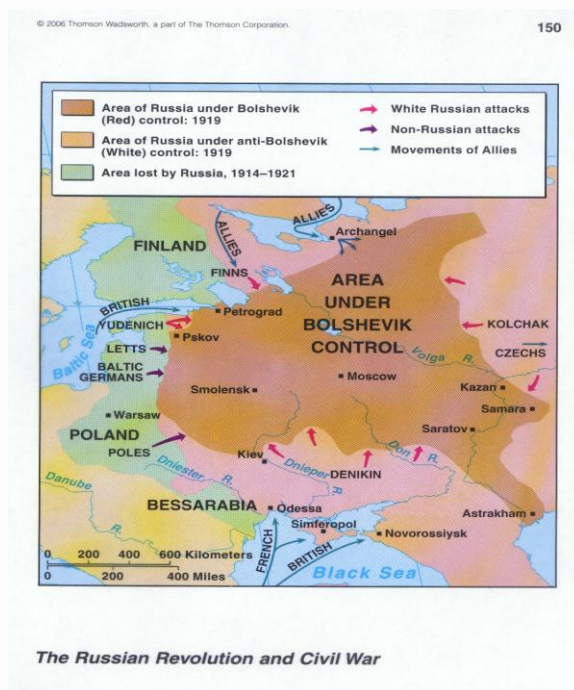 © 2006 Thomson Wadsworth, a part of The Thomson Corporation.
150
Area of Russia under Bolshevik
(Red) control: 1919
Area of Russia under anti-Bolshevik
(White) control: 1919
Area lost by Russia, 1914–1921
White Russian attacks
Non-Russian attacks
Movements of Allies
ALLIES
Archangel
ALLIES
FINLAND
FINNS
AREA
UNDER
BOLSHEVIK
CONTROL
BRITISH
Petrograd
YUDENICH
Pskov
KOLCHAK
CZECHS
LETTS
Baltic Sea
BALTIC
GERMANS
Volga R.
Moscow
Smolensk
Kazan
Samara
Warsaw
Saratov
POLAND
POLES
Kiev
Don R.
Dnieper R.
DENIKIN
Danube R.
Dniester R.
BESSARABIA
Odessa
Astrakham
Simferopol
Novorossiysk
FRENCH
BRITISH
Black Sea
0 200 400 600 Kilometers
0 200 400 Miles
The Russian Revolution and Civil War